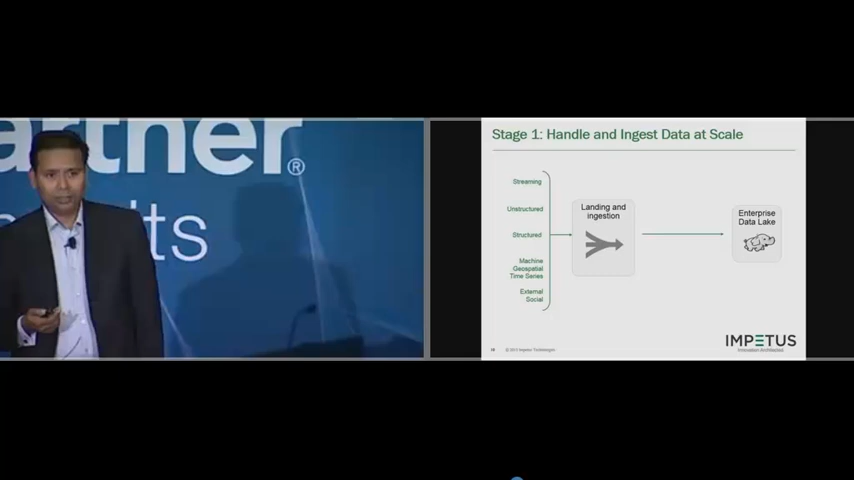 artner®
its
Stage 1: Handle and Ingest Data at Scale
Streaming
Unstructured
Structured
Machine
Geospatial
Time Series
External
Social
Landing and
ingestion
Enterprise
Data Lake
IMPETUS